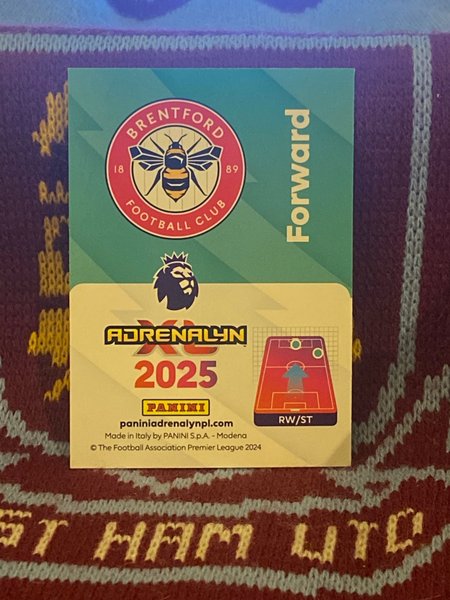 BRENTFORD
18 89
FOOTBALL CLUB
Forward
ADRENALYN
XL
2025
PANINI
paniniadrenalynpl.com
Made in Italy by PANINI S.p.A. - Modena
© The Football Association Premier League 2024
RW/ST
ST HAM UTD